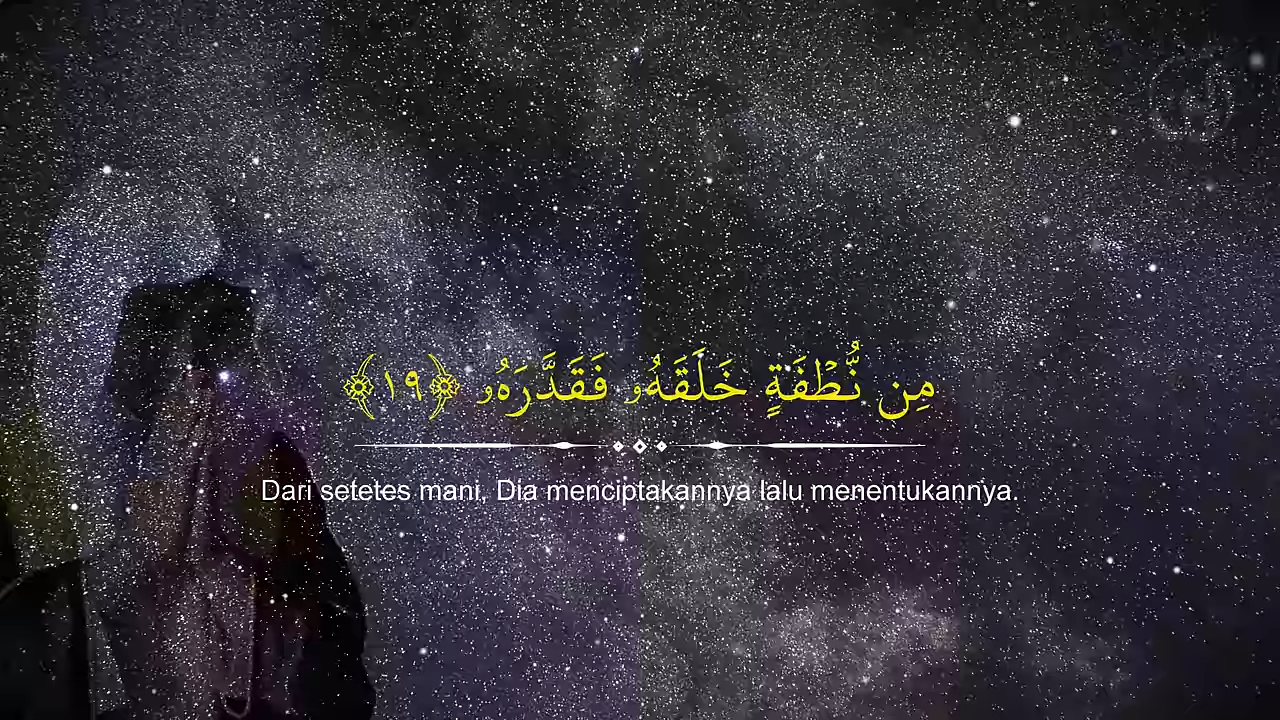 مِن نُّطْفَةٍ خَلَقَهُۥ فَقَدَّرَهُۥ ﴿١٩﴾
Dari setetes mani, Dia menciptakannya lalu menentukannya.